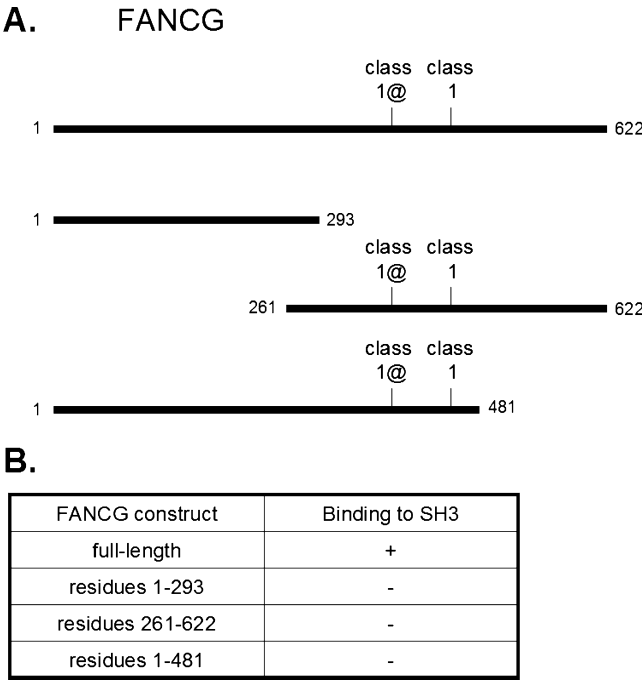 A. FANCG
class class
1@ 1
1 622
1 293
class class
1@ 1
261 622
class class
1@ 1
1 481
B.
FANCG construct Binding to SH3
full-length +
residues 1-293 -
residues 261-622 -
residues 1-481 -